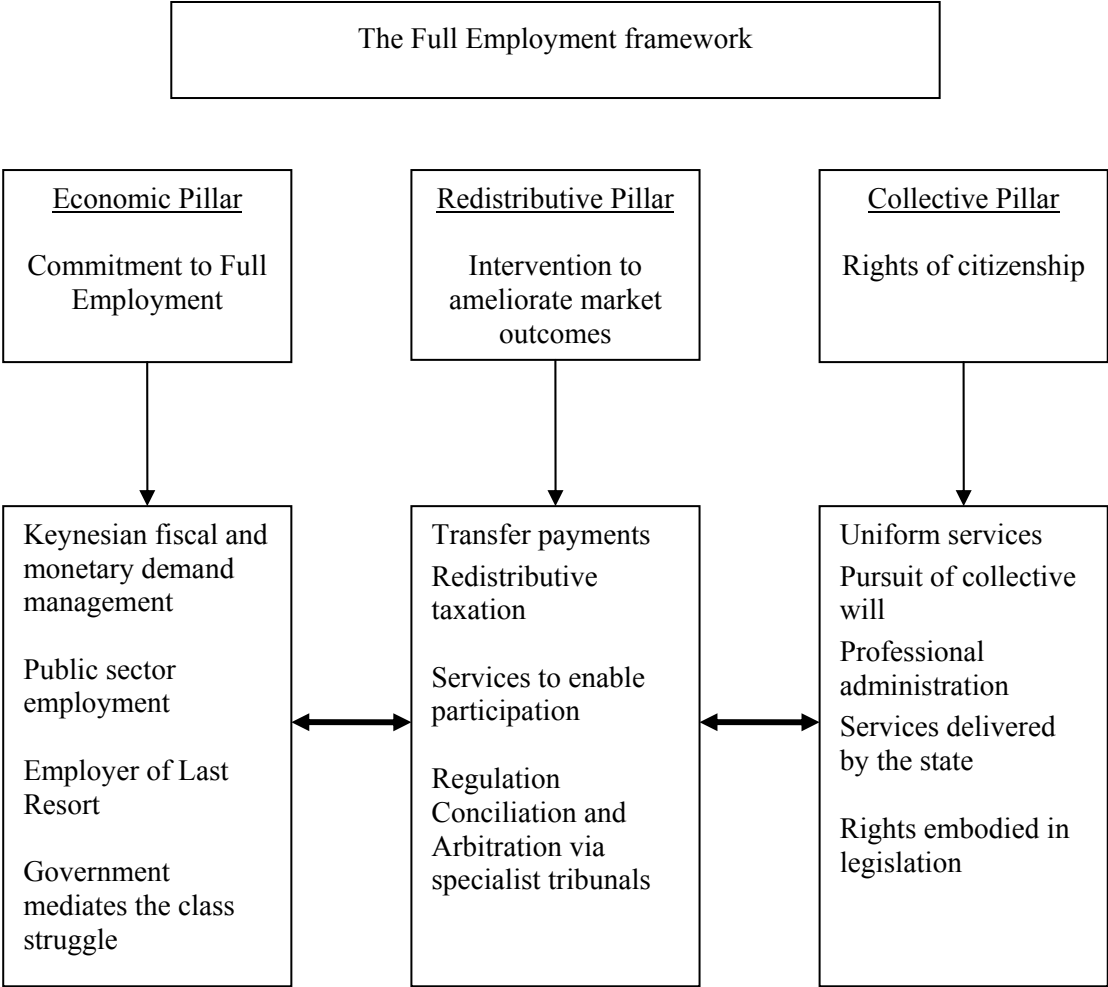 The Full Employment framework
Economic Pillar
Commitment to Full
Employment
Redistributive Pillar
Intervention to
ameliorate market
outcomes
Collective Pillar
Rights of citizenship
Keynesian fiscal and
monetary demand
management
Public sector
employment
Employer of Last
Resort
Government
mediates the class
struggle
Transfer payments
Redistributive
taxation
Services to enable
participation
Regulation
Conciliation and
Arbitration via
specialist tribunals
Uniform services
Pursuit of collective
will
Professional
administration
Services delivered
by the state
Rights embodied in
legislation